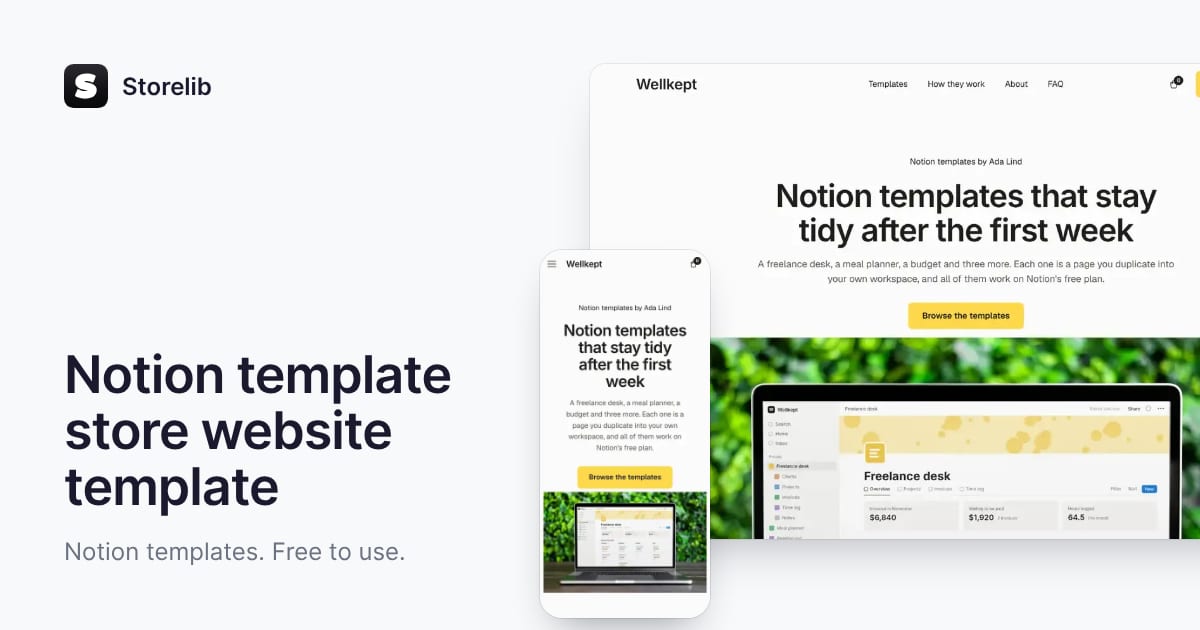 Storelib
Notion template
store website
template
Notion templates. Free to use.
Wellkept
Templates
How they work
About
FAQ
0
Notion templates by Ada Lind
Notion templates that stay
tidy after the first week
A freelance desk, a meal planner, a budget and three more. Each one is a page you duplicate into
your own workspace, and all of them work on Notion's free plan.
Browse the templates
Wellkept
Freelance desk
Share
Search
Home
Inbox
Freelance desk
Clients
Projects
Invoices
Time log
Notes
Meal planner
Freelance desk
Overview
Projects
Invoices
Time log
Filter
Sort
New
$6,840
$1,920
64.5
Wellkept
0
Notion templates by Ada Lind
Notion templates
that stay tidy
after the first
week
A freelance desk, a meal planner, a
budget and three more. Each one is a
page you duplicate into your own
workspace, and all of them work on
Notion's free plan.
Browse the templates